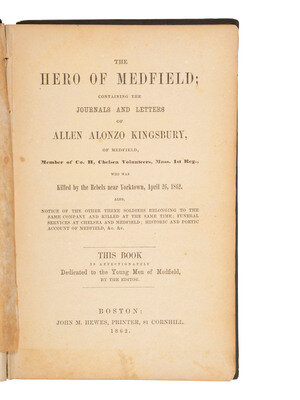 THE
HERO OF MEDFIELD;
CONTAINING THE
JOURNALS AND LETTERS
OF
ALLEN ALONZO KINGSBURY,
OF MEDFIELD,
Member of Co. H, Chelsea Volunteers, Mass. 1st Reg.,
WHO WAS
Killed by the Rebels near Yorktown, April 26, 1862.
ALSO,
NOTICE OF THE OTHER THREE SOLDIERS BELONGING TO THE
SAME COMPANY AND KILLED AT THE SAME TIME; FUNERAL
SERVICES AT CHELSEA AND MEDFIELD; HISTORIC AND POETIC
ACCOUNT OF MEDFIELD, &c. &c.
THIS BOOK
IS AFFECTIONATELY
Dedicated to the Young Men of Medfield,
BY THE EDITOR.
BOSTON:
JOHN M. HEWES, PRINTER, 81 CORNHILL.
1862.